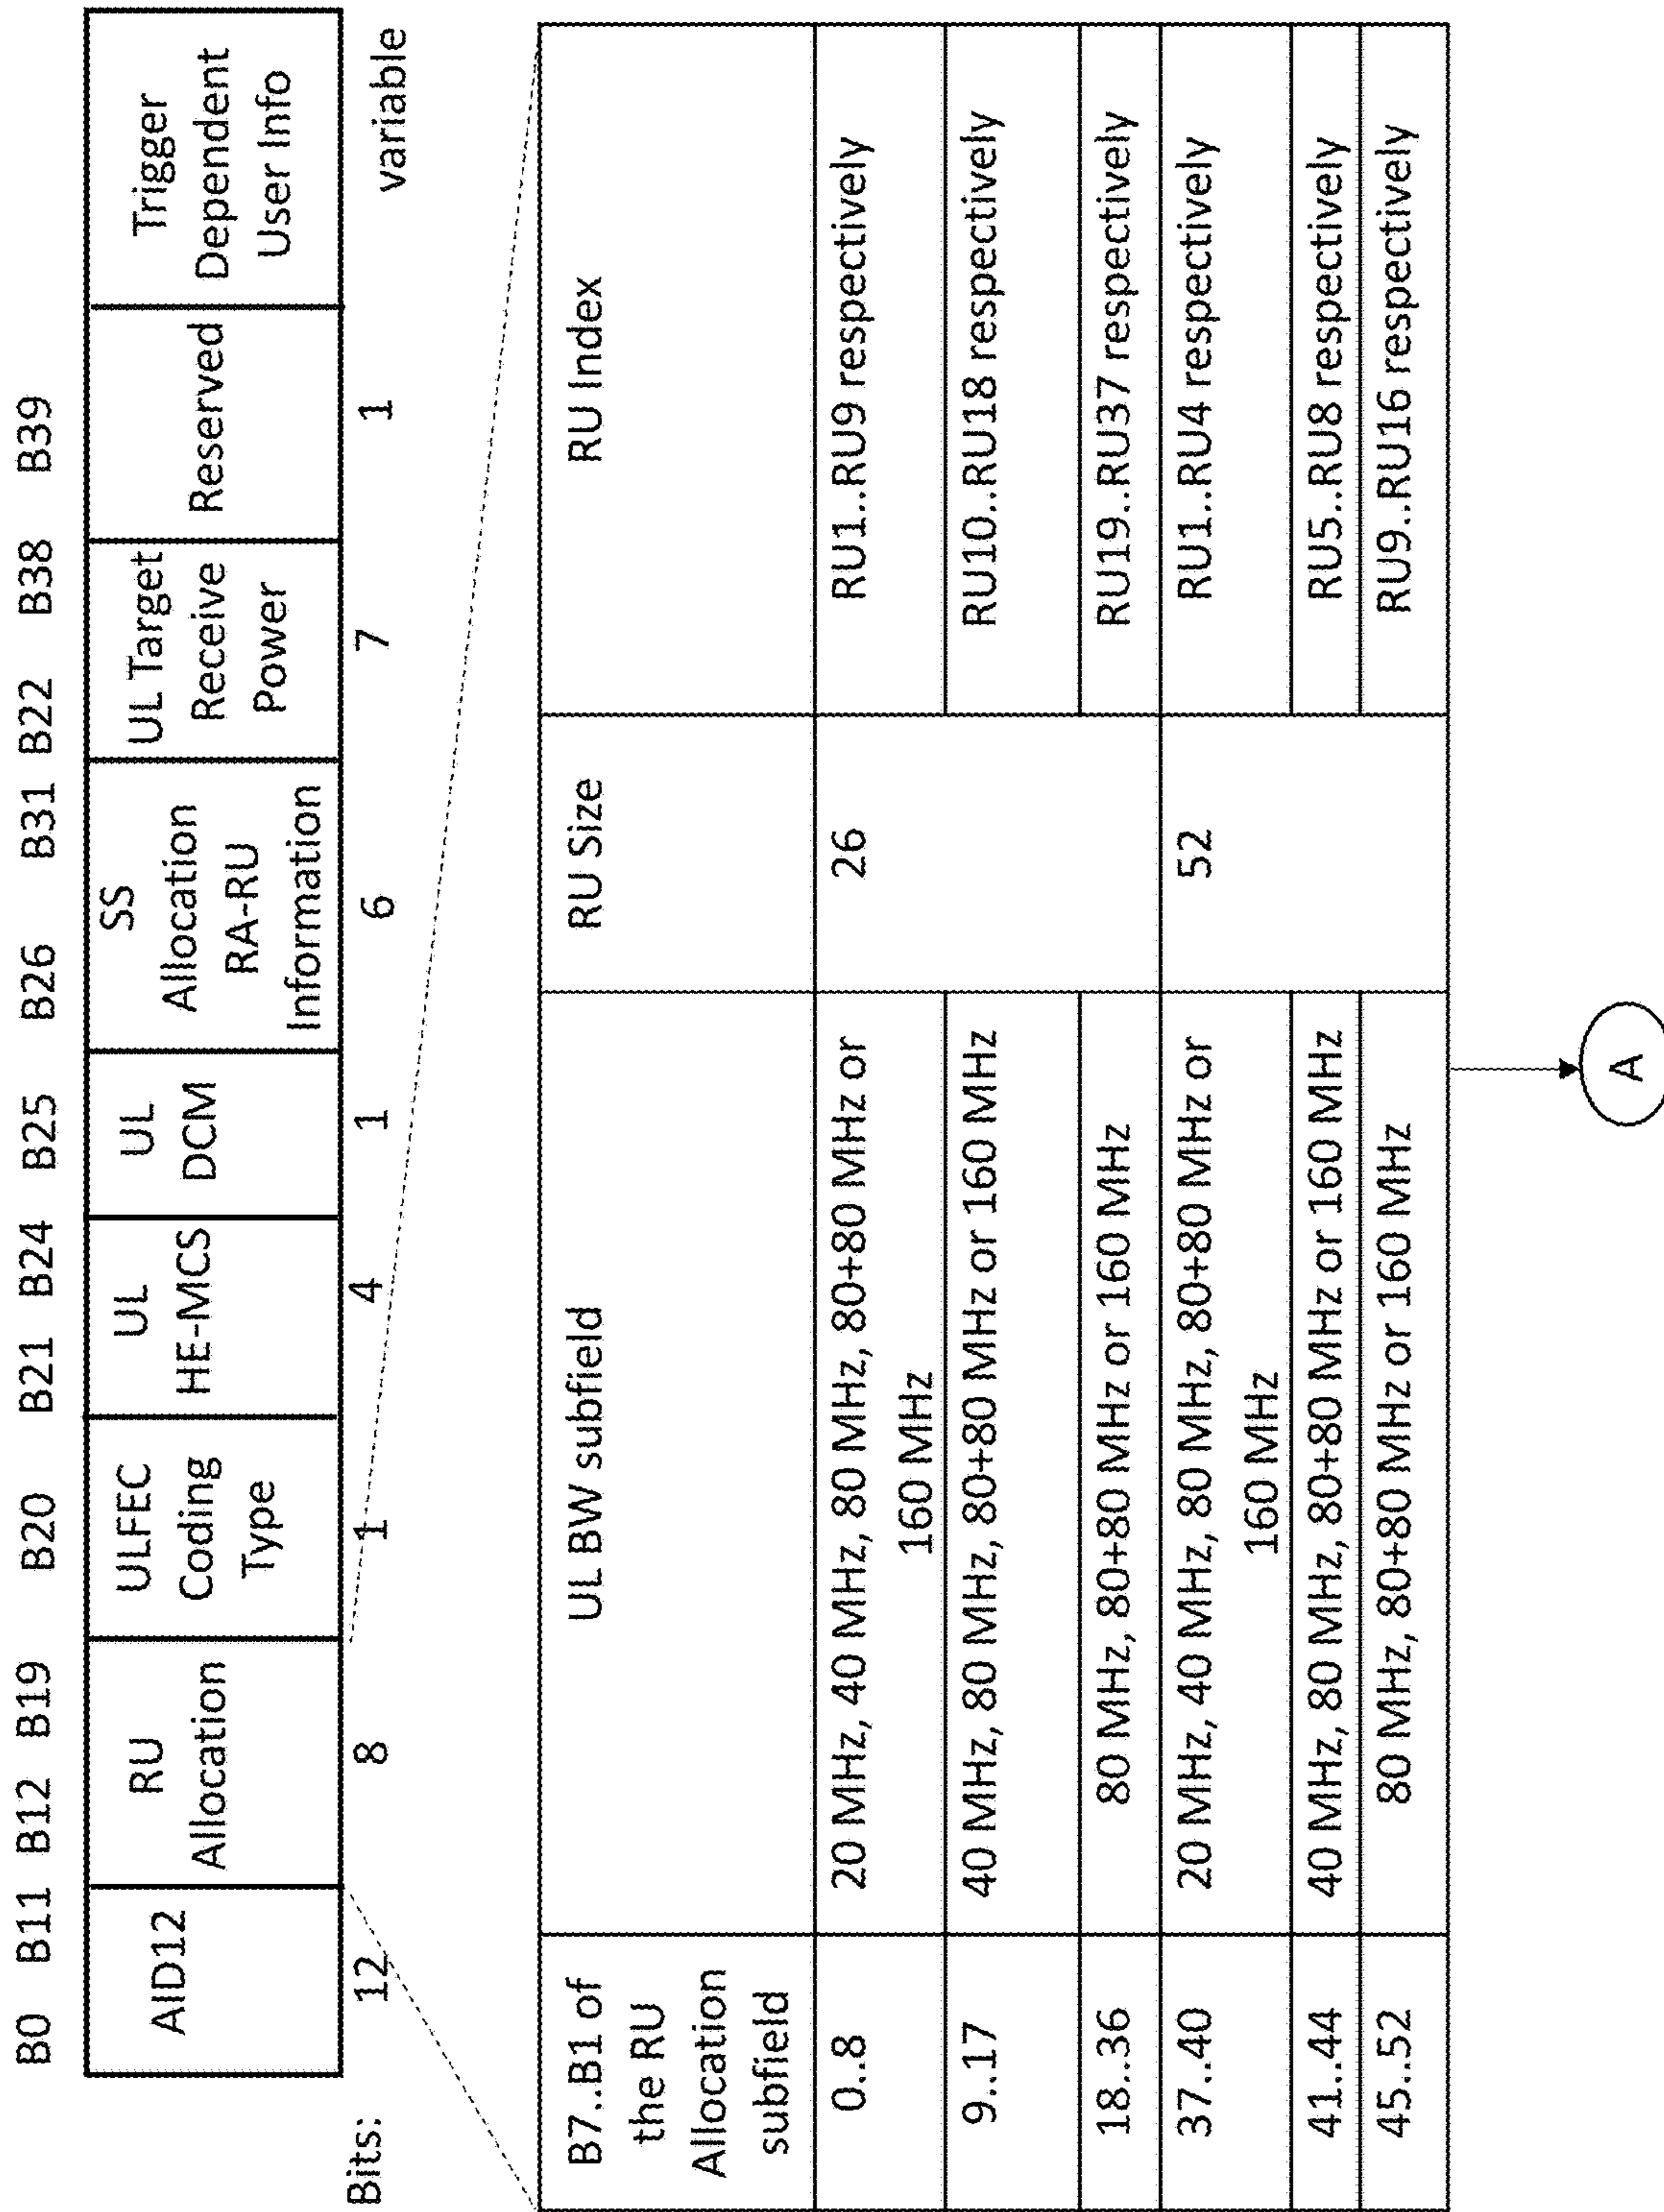 B0 B11 B12 B19 B20 B21 B24 B25 B26 B31 B22 B38 B39
AID12
RU
Allocation
ULFEC
Coding
Type
UL
HE-MCS
UL
DCM
SS
Allocation
RA-RU
Information
UL Target
Receive
Power
Reserved
Trigger
Dependent
User Info
Bits: 12 8 1 4 1 6 7 1 variable
B7..B1 of
the RU
Allocation
subfield
UL BW subfield
RU Size
RU Index
0..8
20 MHz, 40 MHz, 80 MHz, 80+80 MHz or
160 MHz
26
RU1..RU9 respectively
9..17
40 MHz, 80 MHz, 80+80 MHz or 160 MHz
RU10..RU18 respectively
18..36
80 MHz, 80+80 MHz or 160 MHz
RU19..RU37 respectively
37..40
20 MHz, 40 MHz, 80 MHz, 80+80 MHz or
160 MHz
52
RU1..RU4 respectively
41..44
40 MHz, 80 MHz, 80+80 MHz or 160 MHz
RU5..RU8 respectively
45..52
80 MHz, 80+80 MHz or 160 MHz
RU9..RU16 respectively
A